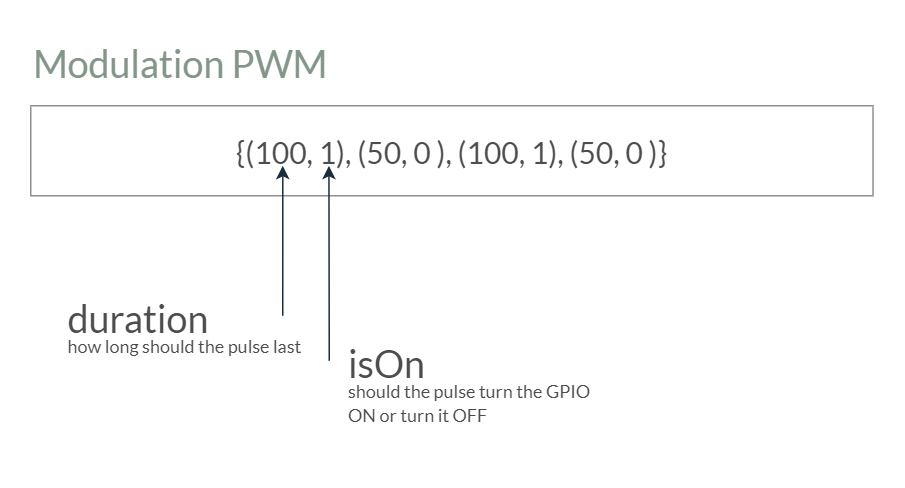 Modulation PWM
{(100, 1), (50, 0 ), (100, 1), (50, 0 )}
duration
how long should the pulse last
isOn
should the pulse turn the GPIO
ON or turn it OFF